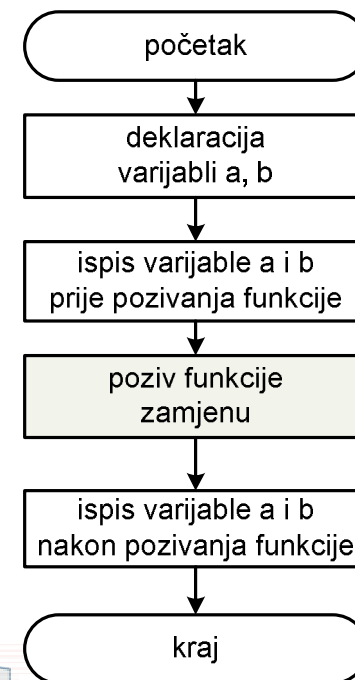 početak
deklaracija
varijabli a, b
ispis varijable a i b
prije pozivanja funkcije
poziv funkcije
zamjenu
ispis varijable a i b
nakon pozivanja funkcije
kraj